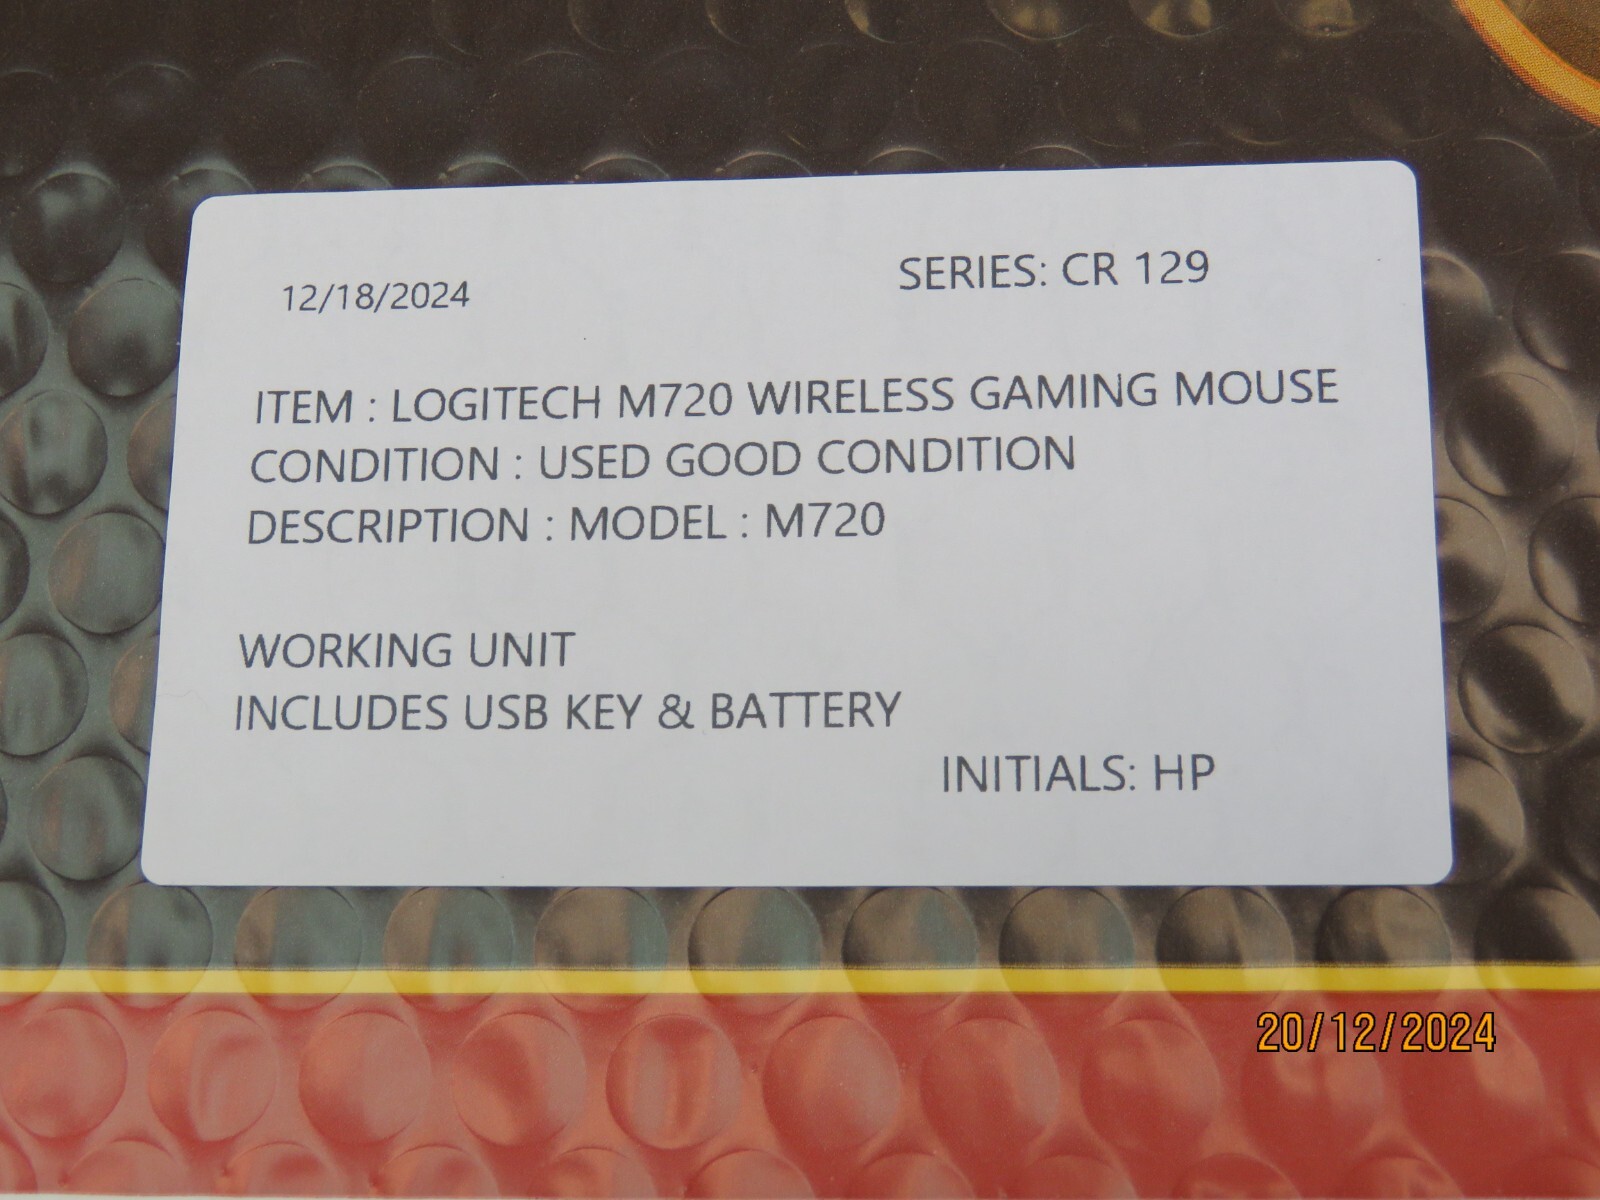 12/18/2024
SERIES: CR 129
ITEM : LOGITECH M720 WIRELESS GAMING MOUSE
CONDITION : USED GOOD CONDITION
DESCRIPTION : MODEL : M720
WORKING UNIT
INCLUDES USB KEY & BATTERY
INITIALS: HP
20/12/2024